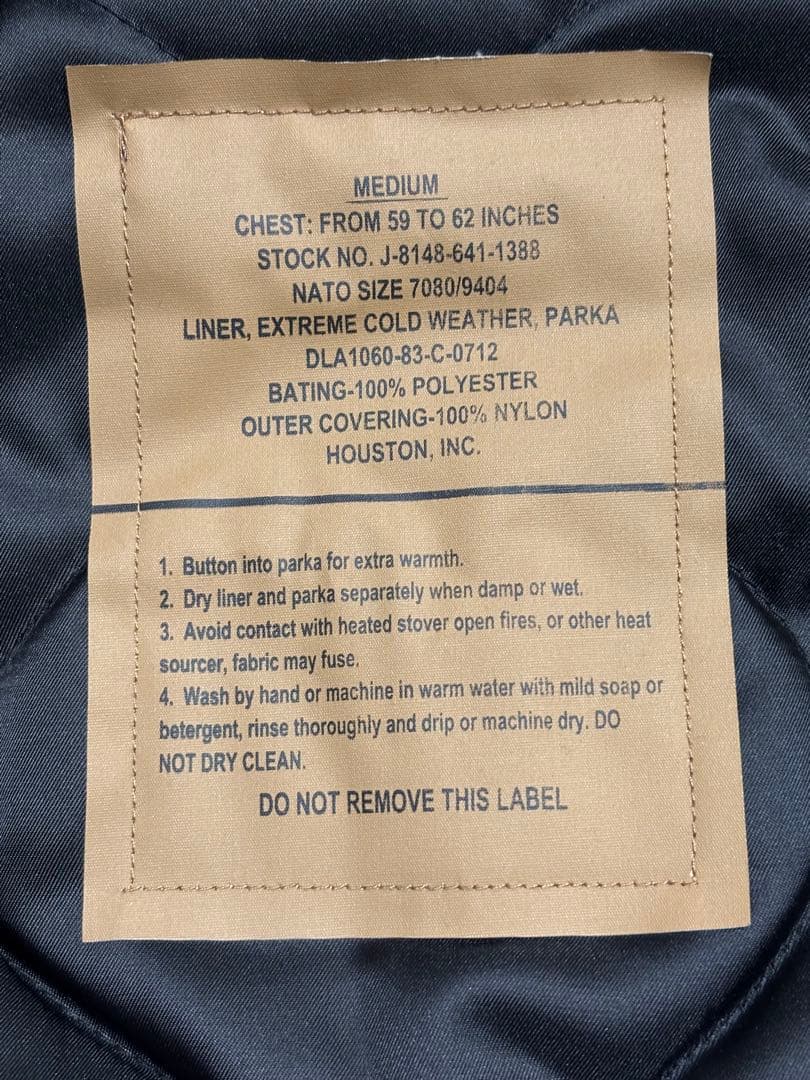 MEDIUM
CHEST: FROM 59 TO 62 INCHES
STOCK NO. J-8148-641-1388
NATO SIZE 7080/9404
LINER, EXTREME COLD WEATHER, PARKA
DLA1060-83-C-0712
BATING-100% POLYESTER
OUTER COVERING-100% NYLON
HOUSTON, INC.
1. Button into parka for extra warmth.
2. Dry liner and parka separately when damp or wet.
3. Avoid contact with heated stover open fires, or other heat
sourcer, fabric may fuse.
4. Wash by hand or machine in warm water with mild soap or
betergent, rinse thoroughly and drip or machine dry. DO
NOT DRY CLEAN.
DO NOT REMOVE THIS LABEL